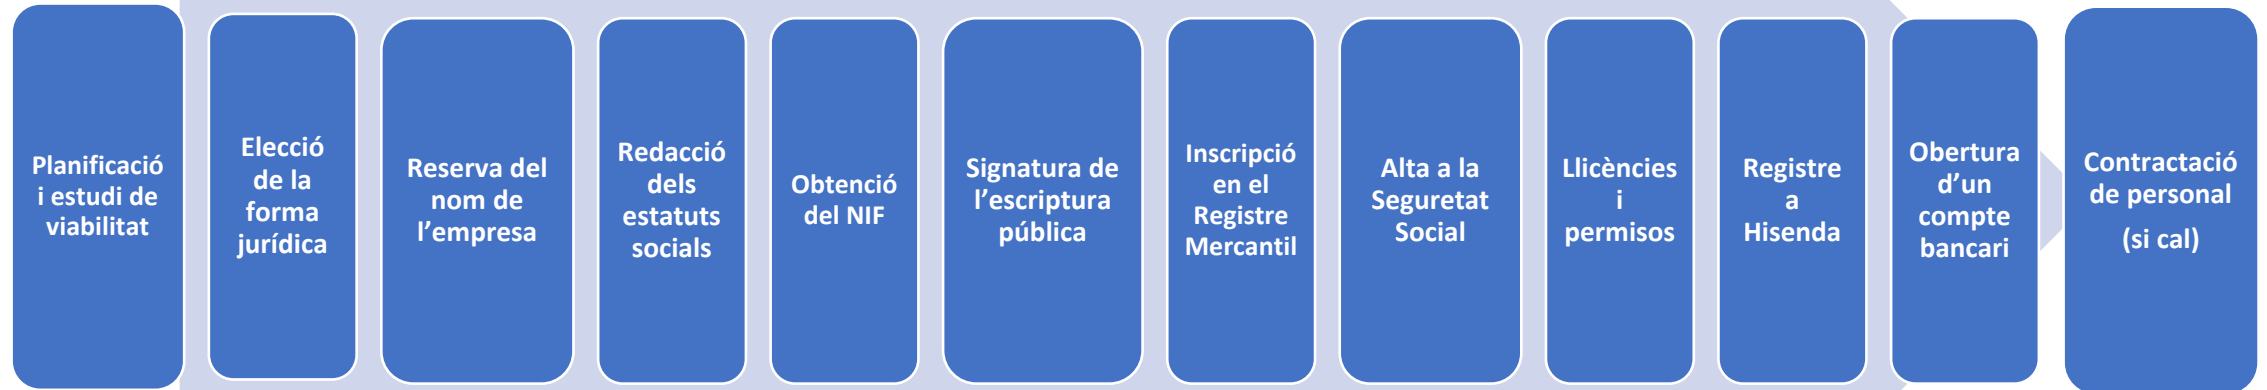 Planificació
i estudi de
viabilitat
Elecció
de la
forma
jurídica
Reserva del
nom de
l’empresa
Redacció
dels
estatuts
socials
Obtenció
del NIF
Signatura de
l’escriptura
pública
Inscripció
en el
Registre
Mercantil
Alta a la
Seguretat
Social
Llicències
i
permisos
Registre
a
Hisenda
Obertura
d’un
compte
bancari
Contractació
de personal
(si cal)